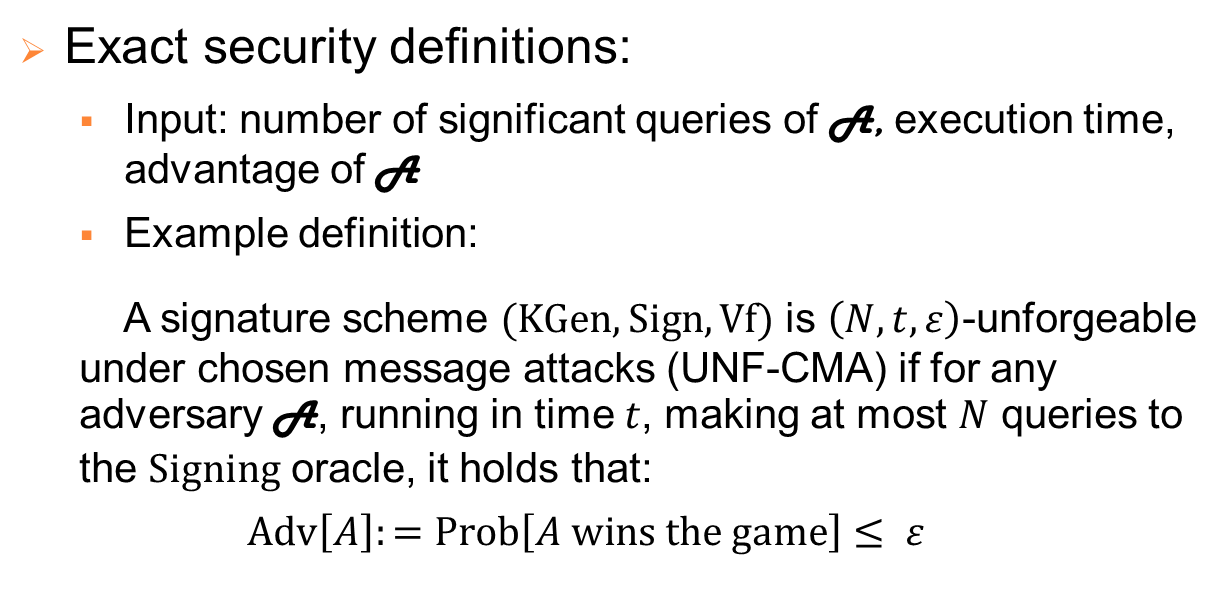 ➢ Exact security definitions:
▪ Input: number of significant queries of 𝓐, execution time,
advantage of 𝓐
▪ Example definition:
A signature scheme (KGen, Sign, Vf) is (N, t, ε)-unforgeable
under chosen message attacks (UNF-CMA) if for any
adversary 𝓐, running in time t, making at most N queries to
the Signing oracle, it holds that:
Adv[A]: = Prob[A wins the game] ≤ ε